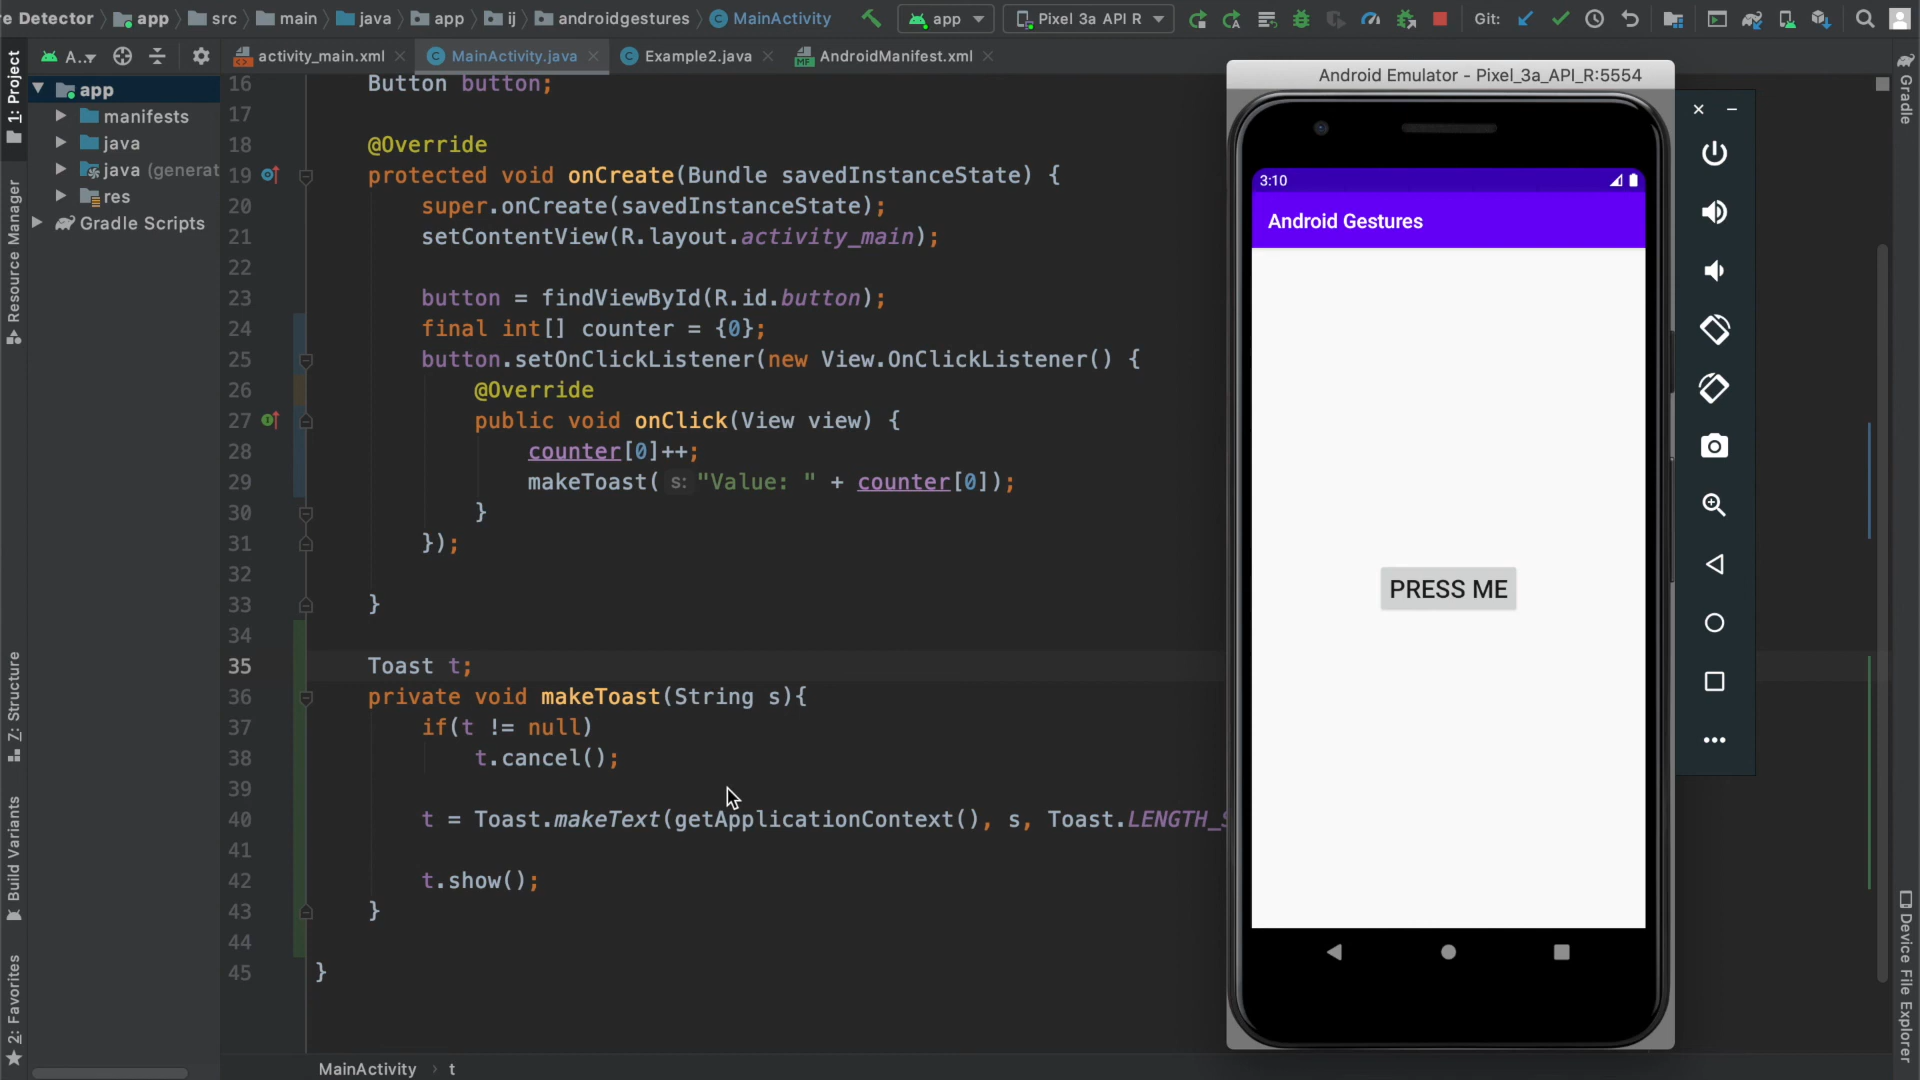 re Detector app src main java app ij androidgestures MainActivity app Pixel 3a API R Git:
A... activity_main.xml MainActivity.java Example2.java AndroidManifest.xml
1: Project
Resource Manager
Z: Structure
Build Variants
2: Favorites
app
manifests
java
java (generat
res
Gradle Scripts
16 Button button;
17
18 @Override
19 protected void onCreate(Bundle savedInstanceState) {
20 super.onCreate(savedInstanceState);
21 setContentView(R.layout.activity_main);
22
23 button = findViewById(R.id.button);
24 final int[] counter = {0};
25 button.setOnClickListener(new View.OnClickListener() {
26 @Override
27 public void onClick(View view) {
28 counter[0]++;
29 makeToast( s: "Value: " + counter[0]);
30 }
31 });
32
33 }
34
35 Toast t;
36 private void makeToast(String s){
37 if(t != null)
38 t.cancel();
39
40 t = Toast.makeText(getApplicationContext(), s, Toast.LENGTH_S
41
42 t.show();
43 }
44
45 }
MainActivity › t
Android Emulator - Pixel_3a_API_R:5554
3:10
Android Gestures
PRESS ME
Gradle
Device File Explorer